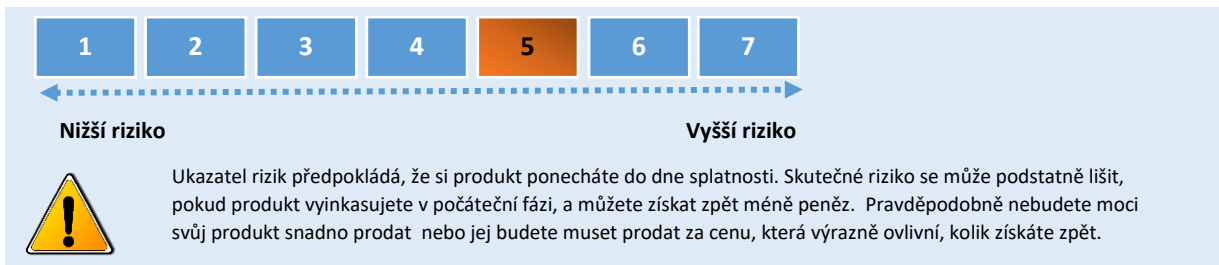 1 2 3 4 5 6 7
Nižší riziko Vyšší riziko
Ukazatel rizik předpokládá, že si produkt ponecháte do dne splatnosti. Skutečné riziko se může podstatně lišit,
pokud produkt vyinkasujete v počáteční fázi, a můžete získat zpět méně peněz.  Pravděpodobně nebudete moci
svůj produkt snadno prodat  nebo jej budete muset prodat za cenu, která výrazně ovlivní, kolik získáte zpět.